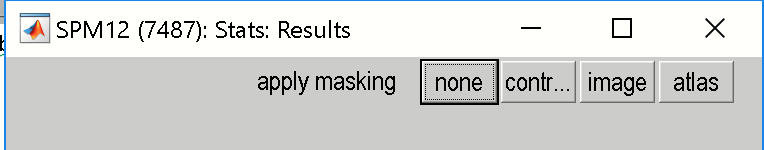 SPM12 (7487): Stats: Results
apply masking none contr... image atlas